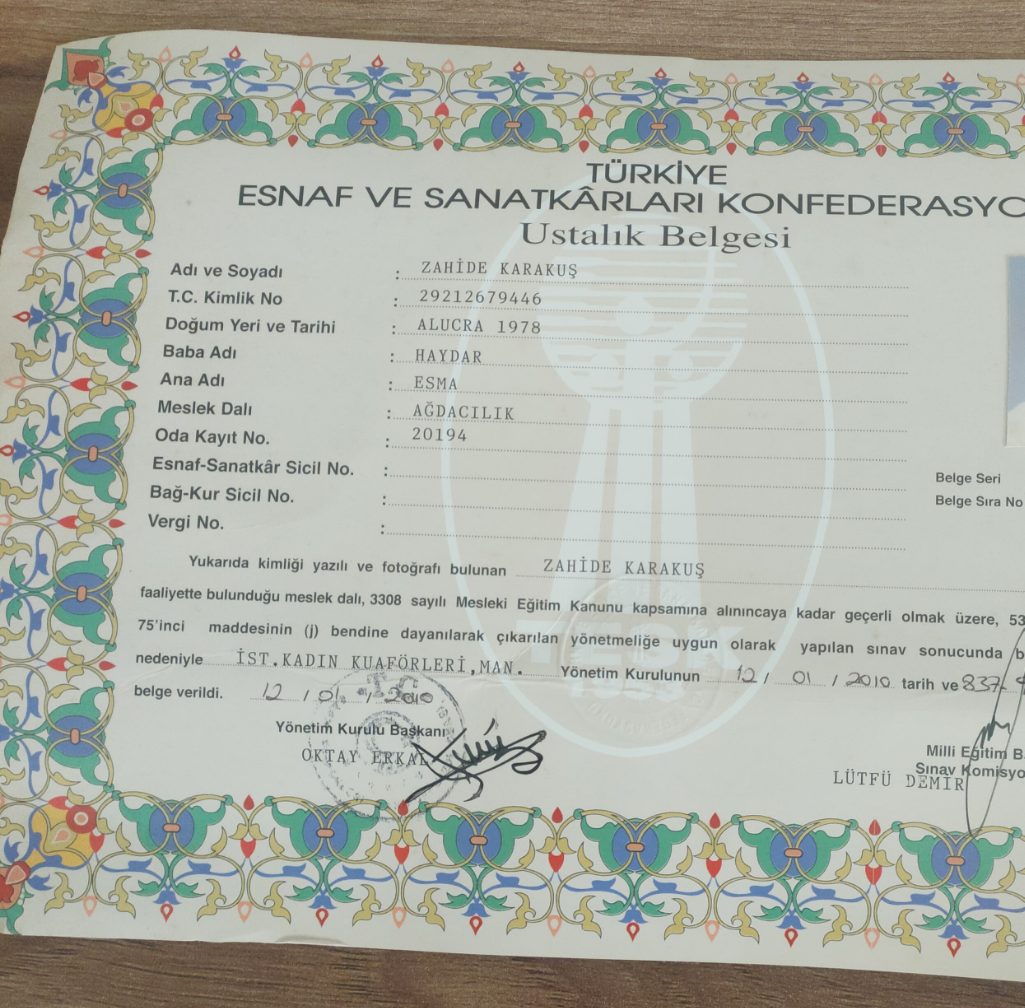 TÜRKİYE
ESNAF VE SANATKÂRLARI KONFEDERASYO
Ustalık Belgesi
Adı ve Soyadı : ZAHİDE KARAKUŞ
T.C. Kimlik No : 29212679446
Doğum Yeri ve Tarihi : ALUCRA 1978
Baba Adı : HAYDAR
Ana Adı : ESMA
Meslek Dalı : AĞDACILIK
Oda Kayıt No. : 20194
Esnaf-Sanatkâr Sicil No. :
Belge Seri
Bağ-Kur Sicil No. :
Belge Sıra No
Vergi No. :
Yukarıda kimliği yazılı ve fotoğrafı bulunan ZAHİDE KARAKUŞ
faaliyette bulunduğu meslek dalı, 3308 sayılı Mesleki Eğitim Kanunu kapsamına alınıncaya kadar geçerli olmak üzere, 53
75'inci maddesinin (j) bendine dayanılarak çıkarılan yönetmeliğe uygun olarak yapılan sınav sonucunda b
nedeniyle İST.KADIN KUAFÖRLERİ,MAN. Yönetim Kurulunun 12 / 01 / 2010 tarih ve 837.
belge verildi. 12 / 01 / 2010
Yönetim Kurulu Başkanı
OKTAY ERKAL
Milli Eğitim B
Sınav Komisyo
LÜTFÜ DEMİR
TESK
1953